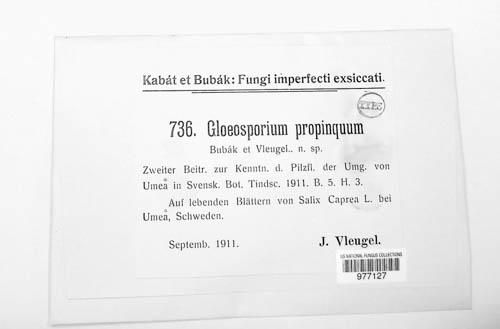 Kabát et Bubák: Fungi imperfecti exsiccati.
736. Gloeosporium propinquum
Bubák et Vleugel.. n. sp.
Zweiter Beitr. zur Kenntn. d. Pilzfl. der Umg. von
Umeå in Svensk. Bot. Tindsc. 1911. B. 5. H. 3.
Auf lebenden Blättern von Salix Caprea L. bei
Umeå, Schweden.
Septemb. 1911. J. Vleugel.
US NATIONAL FUNGUS COLLECTIONS
977127